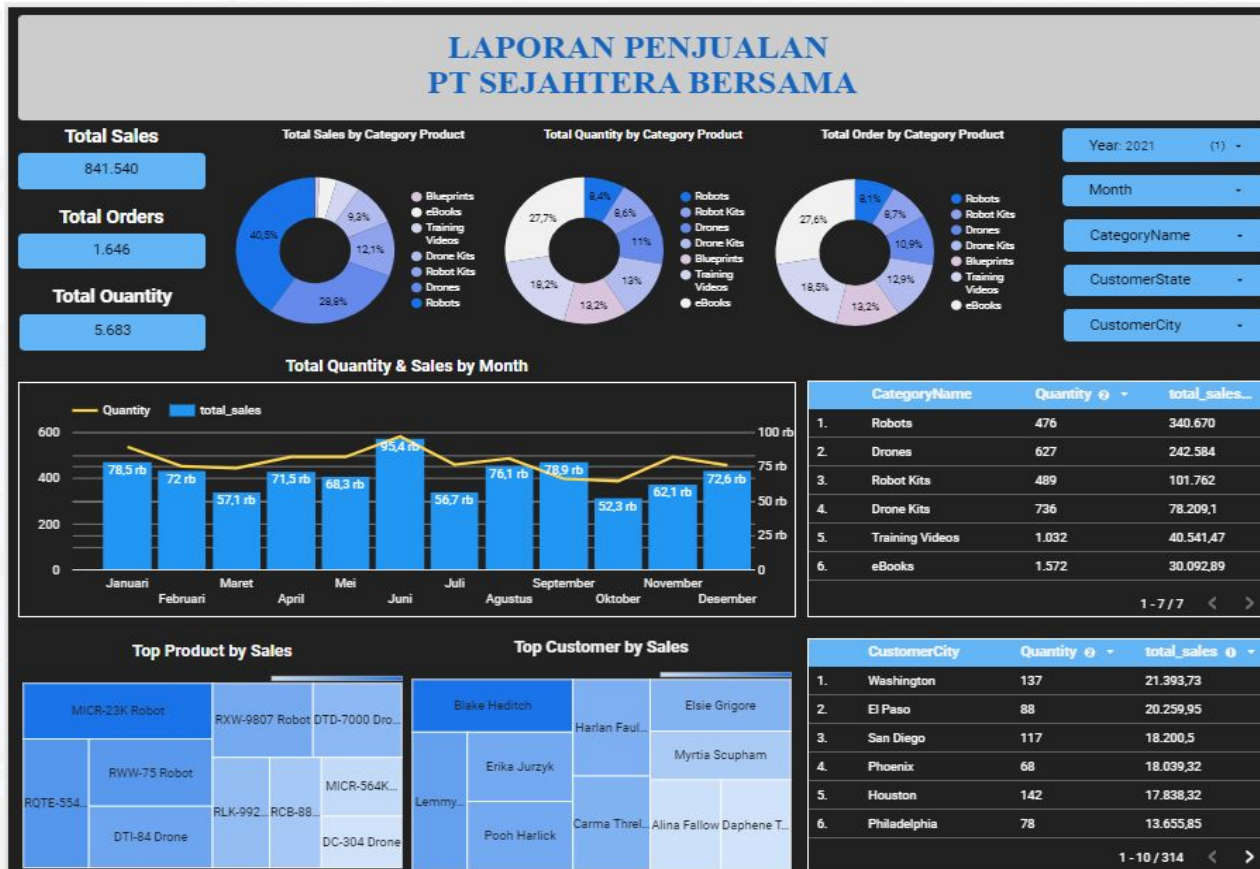 LAPORAN PENJUALAN
PT SEJAHTERA BERSAMA
Total Sales
841.540
Total Orders
1.646
Total Quantity
5.683
Total Sales by Category Product
40,5%
9,3%
12,1%
28,8%
Blueprints
eBooks
Training
Videos
Drone Kits
Robot Kits
Drones
Robots
Total Quantity by Category Product
8,4%
8,6%
11%
13%
13,2%
18,2%
27,7%
Robots
Robot Kits
Drones
Drone Kits
Blueprints
Training
Videos
eBooks
Total Order by Category Product
8,1%
8,7%
10,9%
12,9%
13,2%
18,5%
27,6%
Robots
Robot Kits
Drones
Drone Kits
Blueprints
Training
Videos
eBooks
Year: 2021 (1)
Month
CategoryName
CustomerState
CustomerCity
Total Quantity & Sales by Month
Quantity total_sales
600
400
200
0
100 rb
75 rb
50 rb
25 rb
0
78,5 rb
72 rb
57,1 rb
71,5 rb
68,3 rb
95,4 rb
56,7 rb
76,1 rb
78,9 rb
52,3 rb
62,1 rb
72,6 rb
Januari
Februari
Maret
April
Mei
Juni
Juli
Agustus
September
Oktober
November
Desember
CategoryName Quantity total_sales...
1. Robots 476 340.670
2. Drones 627 242.584
3. Robot Kits 489 101.762
4. Drone Kits 736 78.209,1
5. Training Videos 1.032 40.541,47
6. eBooks 1.572 30.092,89
1 - 7 / 7
Top Product by Sales
MICR-23K Robot
RQTE-554...
RWW-75 Robot
DTI-84 Drone
RXW-9807 Robot
DTD-7000 Dro...
RLK-992...
RCB-88...
MICR-564K...
DC-304 Drone
Top Customer by Sales
Blake Heditch
Lemmy...
Erika Jurzyk
Pooh Harlick
Harlan Faul...
Carma Threl...
Elsie Grigore
Myrtia Scupham
Alina Fallow
Daphene T...
CustomerCity Quantity total_sales
1. Washington 137 21.393,73
2. El Paso 88 20.259,95
3. San Diego 117 18.200,5
4. Phoenix 68 18.039,32
5. Houston 142 17.838,32
6. Philadelphia 78 13.655,85
1 - 10 / 314